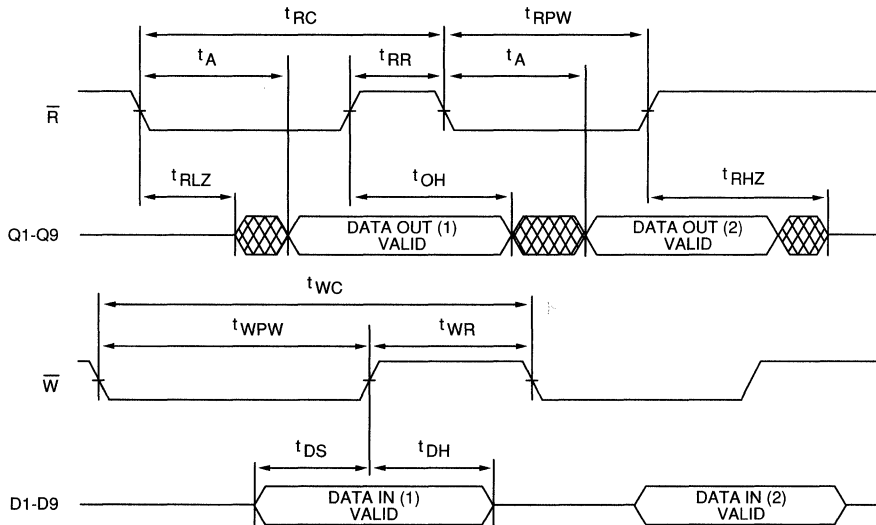 tRC tRPW
tA tRR tA
R̅
tRLZ tOH tRHZ
Q1-Q9 DATA OUT (1) VALID DATA OUT (2) VALID
tWC
tWPW tWR
W̅
tDS tDH
D1-D9 DATA IN (1) VALID DATA IN (2) VALID